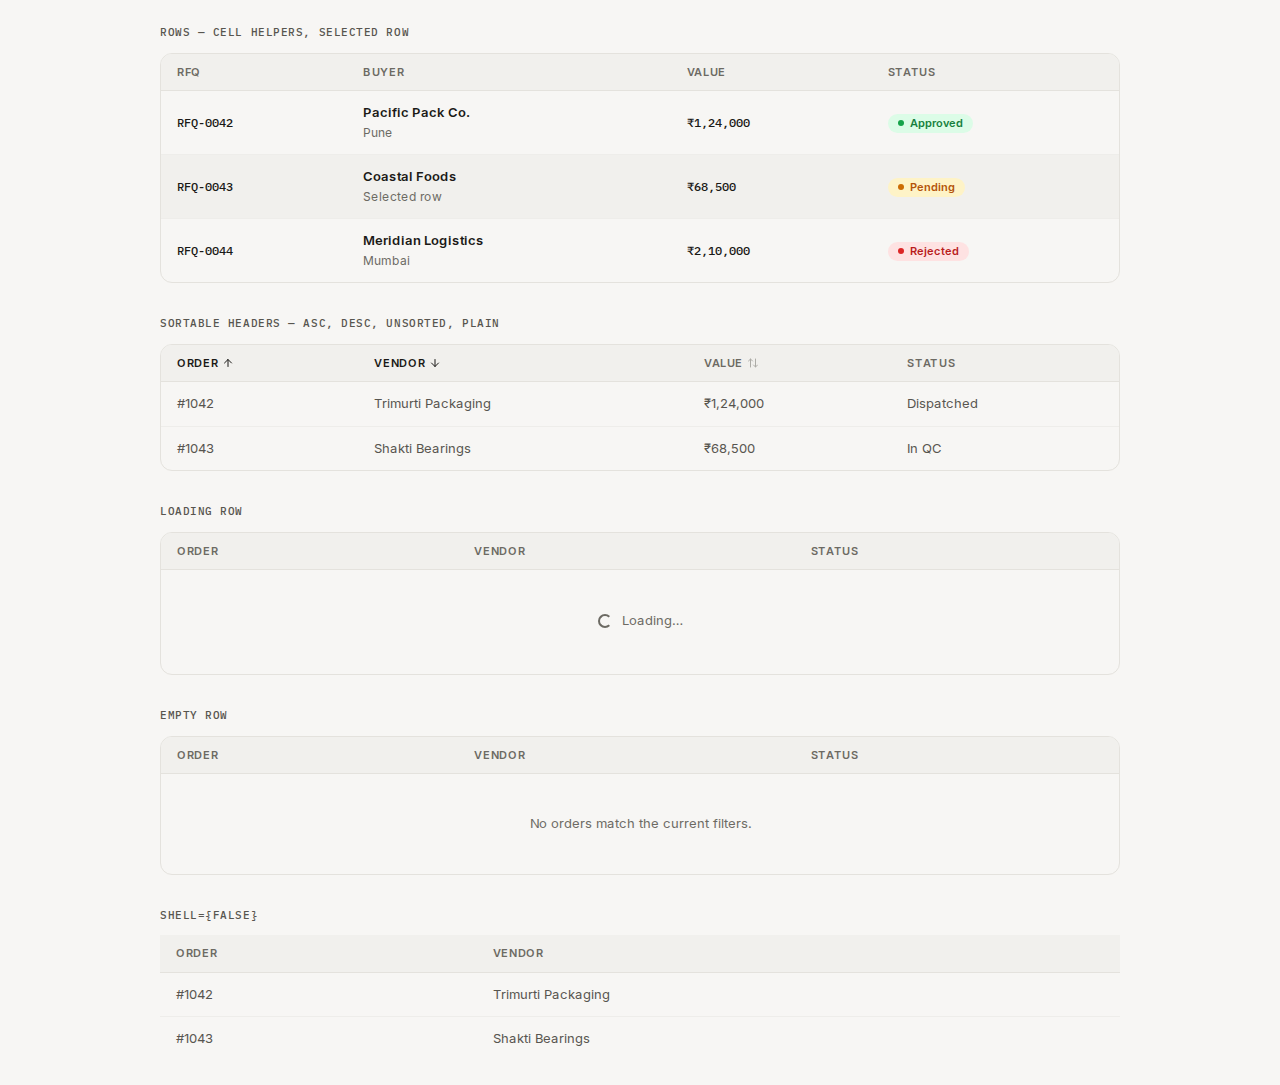 ROWS — CELL HELPERS, SELECTED ROW
RFQ BUYER VALUE STATUS
RFQ-0042 Pacific Pack Co. ₹1,24,000 Approved
Pune
RFQ-0043 Coastal Foods ₹68,500 Pending
Selected row
RFQ-0044 Meridian Logistics ₹2,10,000 Rejected
Mumbai
SORTABLE HEADERS — ASC, DESC, UNSORTED, PLAIN
ORDER ↑ VENDOR ↓ VALUE ↑↓ STATUS
#1042 Trimurti Packaging ₹1,24,000 Dispatched
#1043 Shakti Bearings ₹68,500 In QC
LOADING ROW
ORDER VENDOR STATUS
Loading...
EMPTY ROW
ORDER VENDOR STATUS
No orders match the current filters.
SHELL={FALSE}
ORDER VENDOR
#1042 Trimurti Packaging
#1043 Shakti Bearings